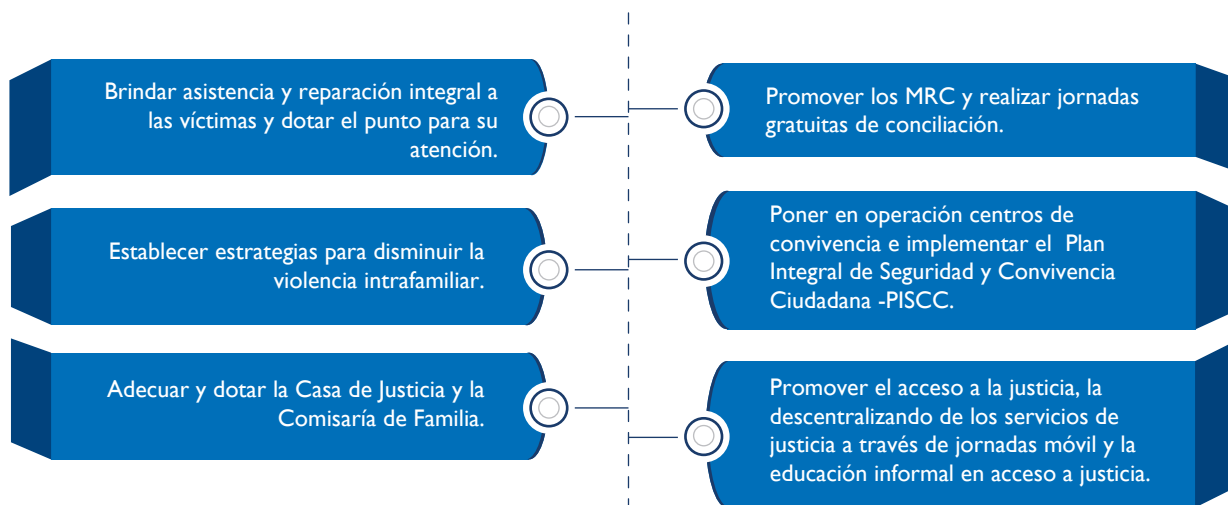 Brindar asistencia y reparación integral a
las víctimas y dotar el punto para su
atención.
Promover los MRC y realizar jornadas
gratuitas de conciliación.
Establecer estrategias para disminuir la
violencia intrafamiliar.
Poner en operación centros de
convivencia e implementar el Plan
Integral de Seguridad y Convivencia
Ciudadana -PISCC.
Adecuar y dotar la Casa de Justicia y la
Comisaría de Familia.
Promover el acceso a la justicia, la
descentralizando de los servicios de
justicia a través de jornadas móvil y la
educación informal en acceso a justicia.